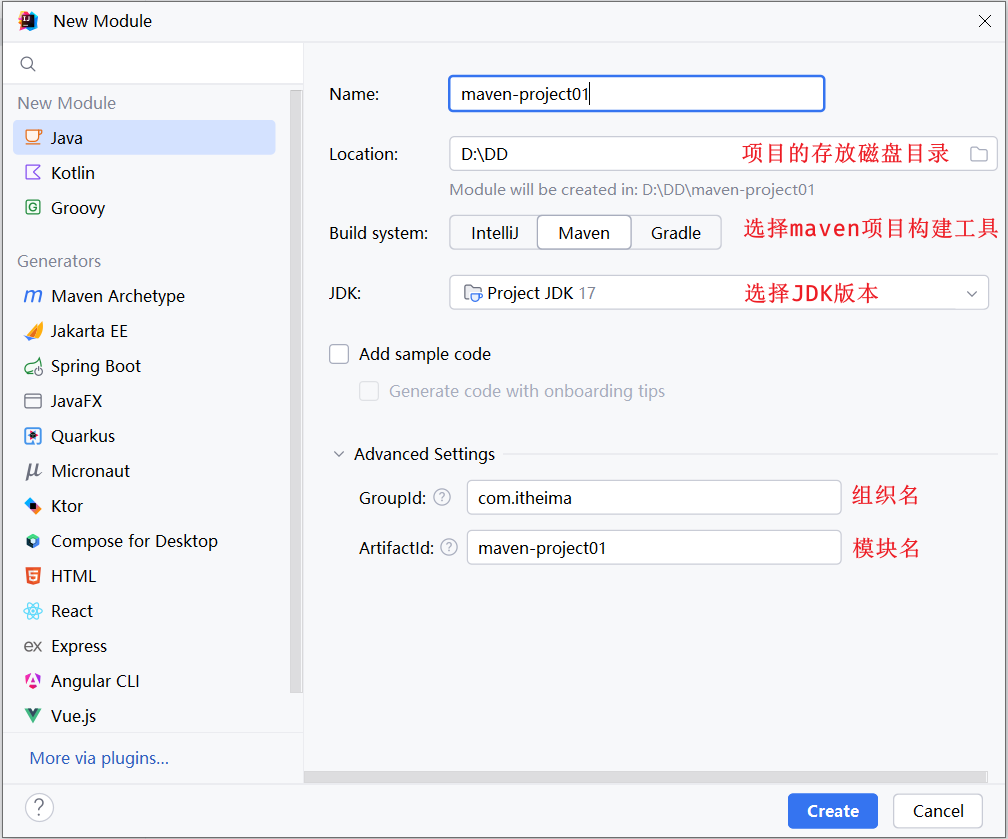 New Module
New Module
Java
Kotlin
Groovy
Generators
Maven Archetype
Jakarta EE
Spring Boot
JavaFX
Quarkus
Micronaut
Ktor
Compose for Desktop
HTML
React
Express
Angular CLI
Vue.js
More via plugins...
Name: maven-project01
Location: D:\DD 项目的存放磁盘目录
Module will be created in: D:\DD\maven-project01
Build system: IntelliJ Maven Gradle 选择maven项目构建工具
JDK: Project JDK 17 选择JDK版本
Add sample code
Generate code with onboarding tips
Advanced Settings
GroupId: ? com.itheima 组织名
ArtifactId: ? maven-project01 模块名
? Create Cancel